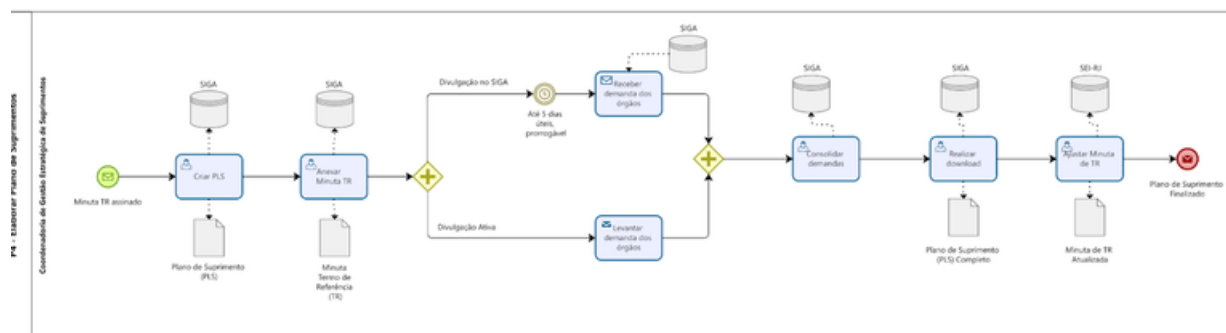 P4 - Elaborar Plano de Suprimentos
Coordenadoria de Gestão Estratégica de Suprimentos
Minuta TR assinado
SIGA
Criar PLS
Plano de Suprimento
(PLS)
SIGA
Anexar
Minuta TR
Minuta
Termo de
Referência
(TR)
Divulgação no SIGA
Até 5 dias
úteis,
prorrogável
Receber
demanda dos
órgãos
SIGA
Divulgação Ativa
Levantar
demanda dos
órgãos
SIGA
Consolidar
demandas
SIGA
Realizar
download
Plano de Suprimento
(PLS) Completo
SEI-RJ
Ajustar Minuta
de TR
Minuta de TR
Atualizada
Plano de Suprimento
Finalizado